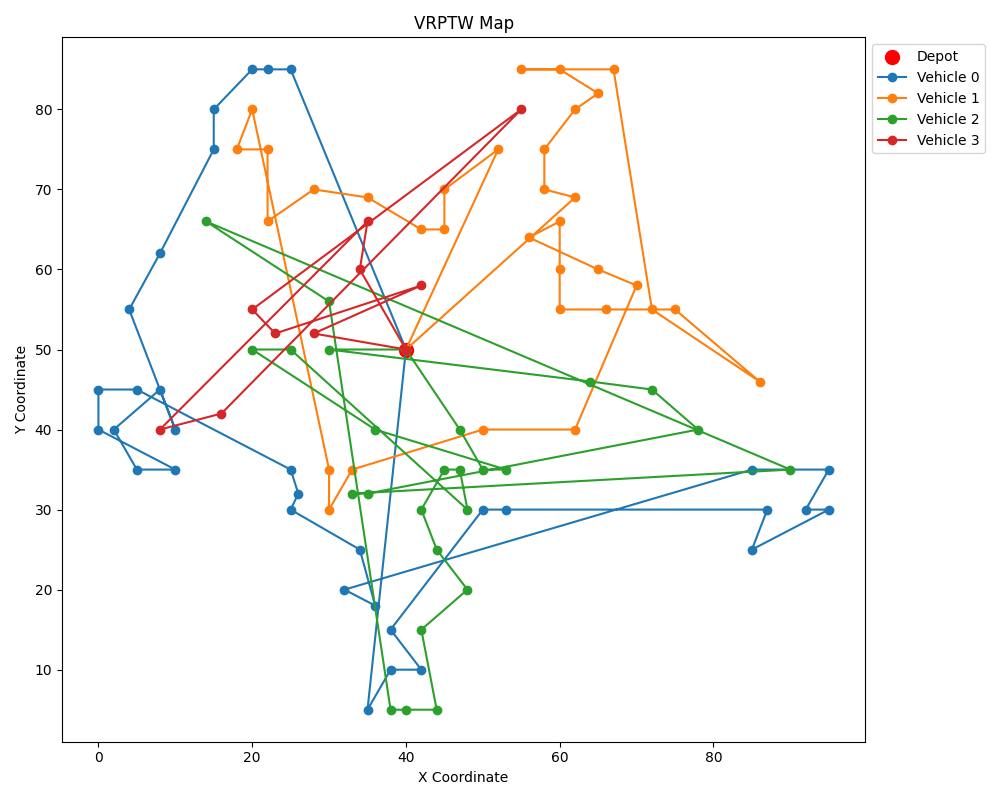 VRPTW Map
Depot
Vehicle 0
Vehicle 1
Vehicle 2
Vehicle 3
Y Coordinate
80
70
60
50
40
30
20
10
0
20
40
60
80
X Coordinate